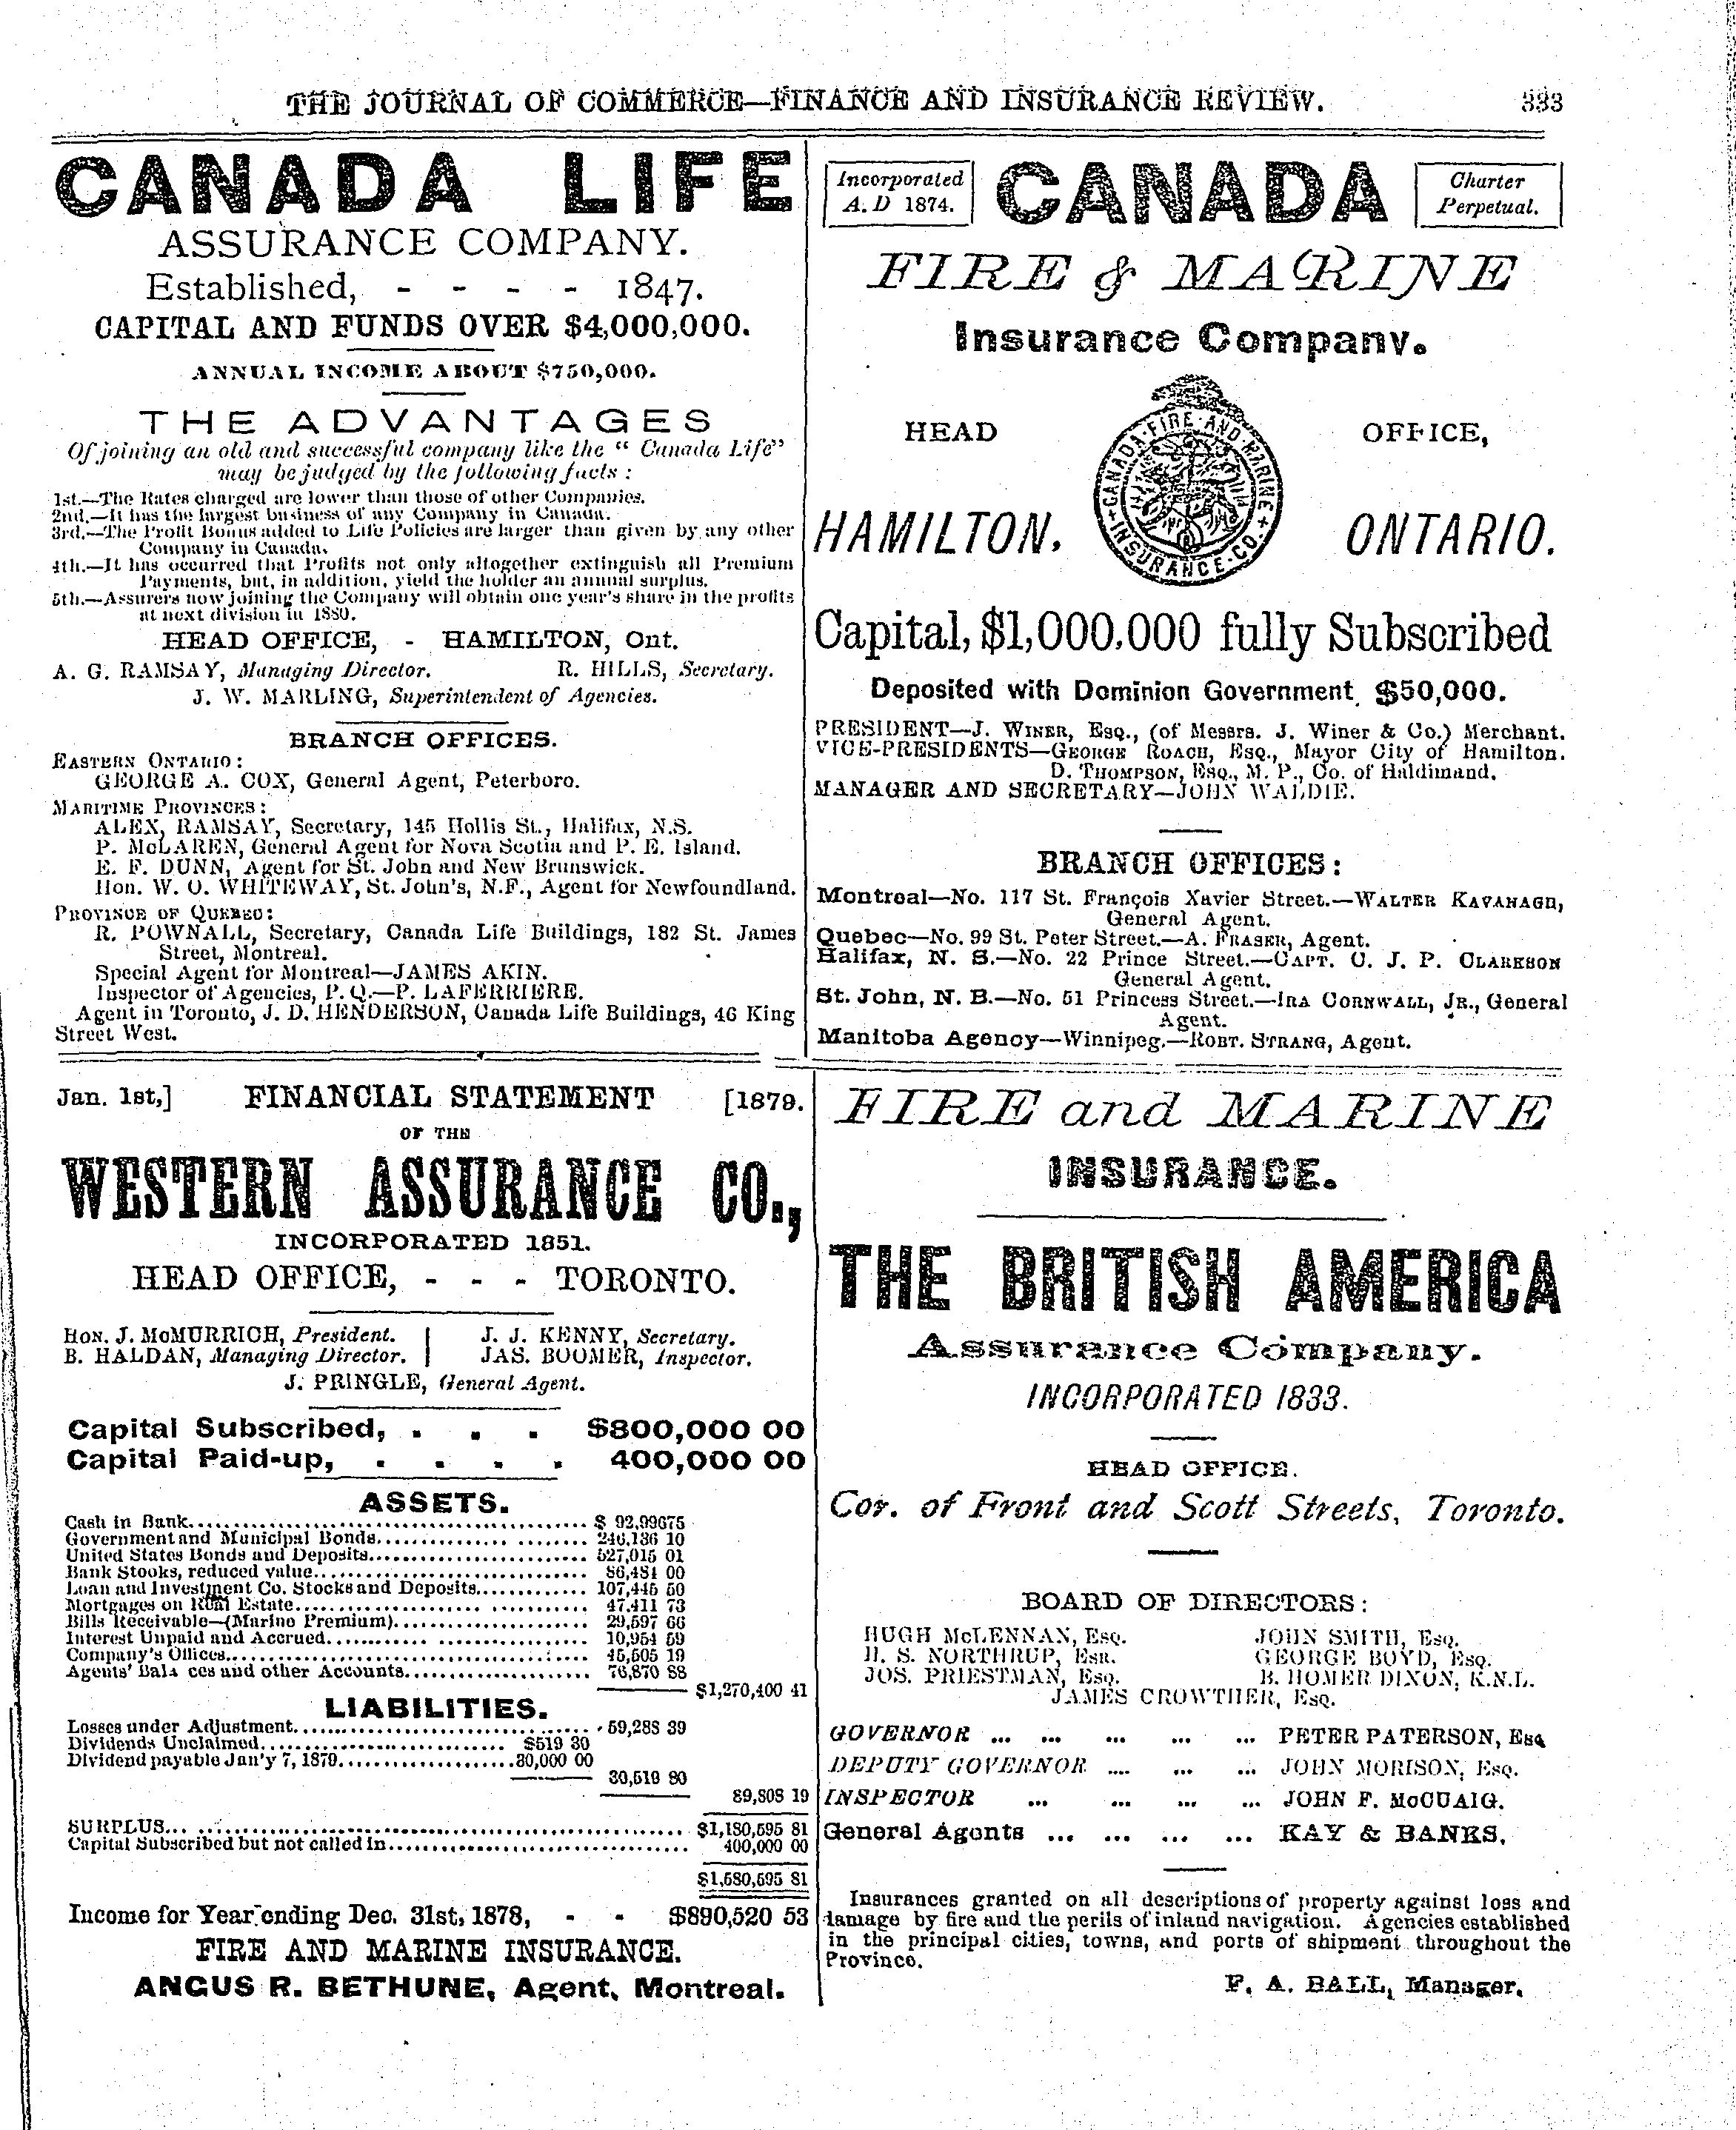 THE JOURNAL OF COMMERCE—FINANCE AND INSURANCE REVIEW. 333
CANADA LIFE
ASSURANCE COMPANY.
Established, - - - - 1847.
CAPITAL AND FUNDS OVER $4,000,000.
ANNUAL INCOME ABOUT $750,000.
THE ADVANTAGES
Of joining an old and successful company like the "Canada Life"
may be judged by the following facts:
1st.—The Rates charged are lower than those of other Companies.
2nd.—It has the largest business of any Company in Canada.
3rd.—The Profit Bonus added to Life Policies are larger than given by any other
Company in Canada.
4th.—It has occurred that Profits not only altogether extinguish all Premium
Payments, but, in addition, yield the holder an annual surplus.
5th.—Assurers now joining the Company will obtain one year's share in the profits
at next division in 1880.
HEAD OFFICE, - HAMILTON, Ont.
A. G. RAMSAY, Managing Director. R. HILLS, Secretary.
J. W. MARLING, Superintendent of Agencies.
BRANCH OFFICES.
EASTERN ONTARIO:
GEORGE A. COX, General Agent, Peterboro.
MARITIME PROVINCES:
ALEX, RAMSAY, Secretary, 145 Hollis St., Halifax, N.S.
P. McLAREN, General Agent for Nova Scotia and P. E. Island.
E. F. DUNN, Agent for St. John and New Brunswick.
Hon. W. V. WHITEWAY, St. John's, N.F., Agent for Newfoundland.
PROVINCE OF QUEBEC:
R. POWNALL, Secretary, Canada Life Buildings, 182 St. James
Street, Montreal.
Special Agent for Montreal—JAMES AKIN.
Inspector of Agencies, P. Q.—P. LAFERRIERE.
Agent in Toronto, J. D. HENDERSON, Canada Life Buildings, 46 King
Street West.
Incorporated
A.D 1874.
CANADA
Charter
Perpetual.
FIRE & MARINE
Insurance Company.
HEAD OFFICE,
CANADA·FIRE·AND·MARINE
INSURANCE·CO.
HAMILTON, ONTARIO.
Capital, $1,000,000 fully Subscribed
Deposited with Dominion Government, $50,000.
PRESIDENT—J. WINER, ESQ., (of Messrs. J. Winer & Co.) Merchant.
VICE-PRESIDENTS—GEORGE ROACH, ESQ., Mayor City of Hamilton.
D. THOMPSON, ESQ., M. P., Co. of Haldimand.
MANAGER AND SECRETARY—JOHN WALDIE.
BRANCH OFFICES:
Montreal—No. 117 St. François Xavier Street.—WALTER KAVANAGH,
General Agent.
Quebec—No. 99 St. Peter Street.—A. FRASER, Agent.
Halifax, N. S.—No. 22 Prince Street.—CAPT. C. J. P. CLARKSON
General Agent.
St. John, N. B.—No. 51 Princess Street.—IRA CORNWALL, JR., General
Agent.
Manitoba Agency—Winnipeg.—ROBT. STRANG, Agent.
Jan. 1st,] FINANCIAL STATEMENT [1879.
OF THE
WESTERN ASSURANCE CO.,
INCORPORATED 1851.
HEAD OFFICE, - - - TORONTO.
HON. J. McMURRICH, President. J. J. KENNY, Secretary.
B. HALDAN, Managing Director. JAS. BOOMER, Inspector.
J. PRINGLE, General Agent.
Capital Subscribed, . . . $800,000 00
Capital Paid-up, . . . . 400,000 00
ASSETS.
Cash in Bank $ 92,99675
Government and Municipal Bonds 246,136 10
United States Bonds and Deposits 527,015 01
Bank Stooks, reduced value 86,484 00
Loan and Investment Co. Stocks and Deposits 107,445 50
Mortgages on Real Estate 47,411 73
Bills Receivable—(Marine Premium) 29,597 66
Interest Unpaid and Accrued 10,954 59
Company's Offices 45,505 19
Agents' Bala ces and other Accounts 76,870 88
$1,270,400 41
LIABILITIES.
Losses under Adjustment 59,288 39
Dividends Unclaimed $519 30
Dividend payable Jan'y 7, 1879 30,000 00
30,519 80
89,808 19
SURPLUS $1,180,595 81
Capital Subscribed but not called in 400,000 00
$1,580,595 81
Income for Year ending Dec. 31st, 1878, - - $890,520 53
FIRE AND MARINE INSURANCE.
ANGUS R. BETHUNE, Agent, Montreal.
FIRE and MARINE
INSURANCE.
THE BRITISH AMERICA
Assurance Company.
INCORPORATED 1833.
HEAD OFFICE.
Cor. of Front and Scott Streets, Toronto.
BOARD OF DIRECTORS:
HUGH McLENNAN, Esq. JOHN SMITH, Esq.
H. S. NORTHRUP, Esq. GEORGE BOYD, Esq.
JOS. PRIESTMAN, Esq. B. HOMER DIXON, K.N.L.
JAMES CROWTHER, Esq.
GOVERNOR ... ... ... ... ... PETER PATERSON, Esq
DEPUTY GOVERNOR .... ... ... JOHN MORISON, Esq.
INSPECTOR ... ... ... ... JOHN F. McCUAIG.
General Agents ... ... ... ... KAY & BANKS,
Insurances granted on all descriptions of property against loss and
damage by fire and the perils of inland navigation. Agencies established
in the principal cities, towns, and ports of shipment throughout the
Province.
F. A. BALL, Manager.